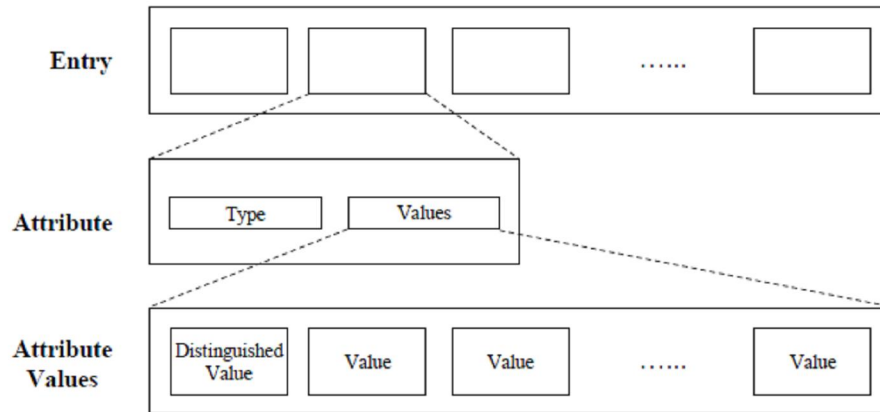 Entry
…...
Attribute
Type
Values
Attribute
Values
Distinguished
Value
Value
Value
…...
Value